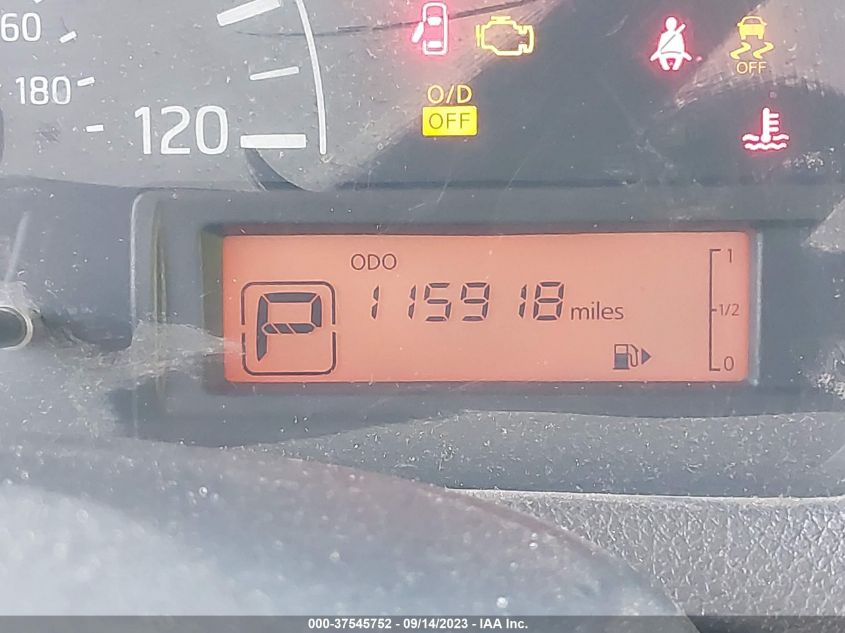 60
180
120
O/D
OFF
OFF
ODO
115918 miles
P
1
1/2
0
000-37545752 - 09/14/2023 - IAA Inc.